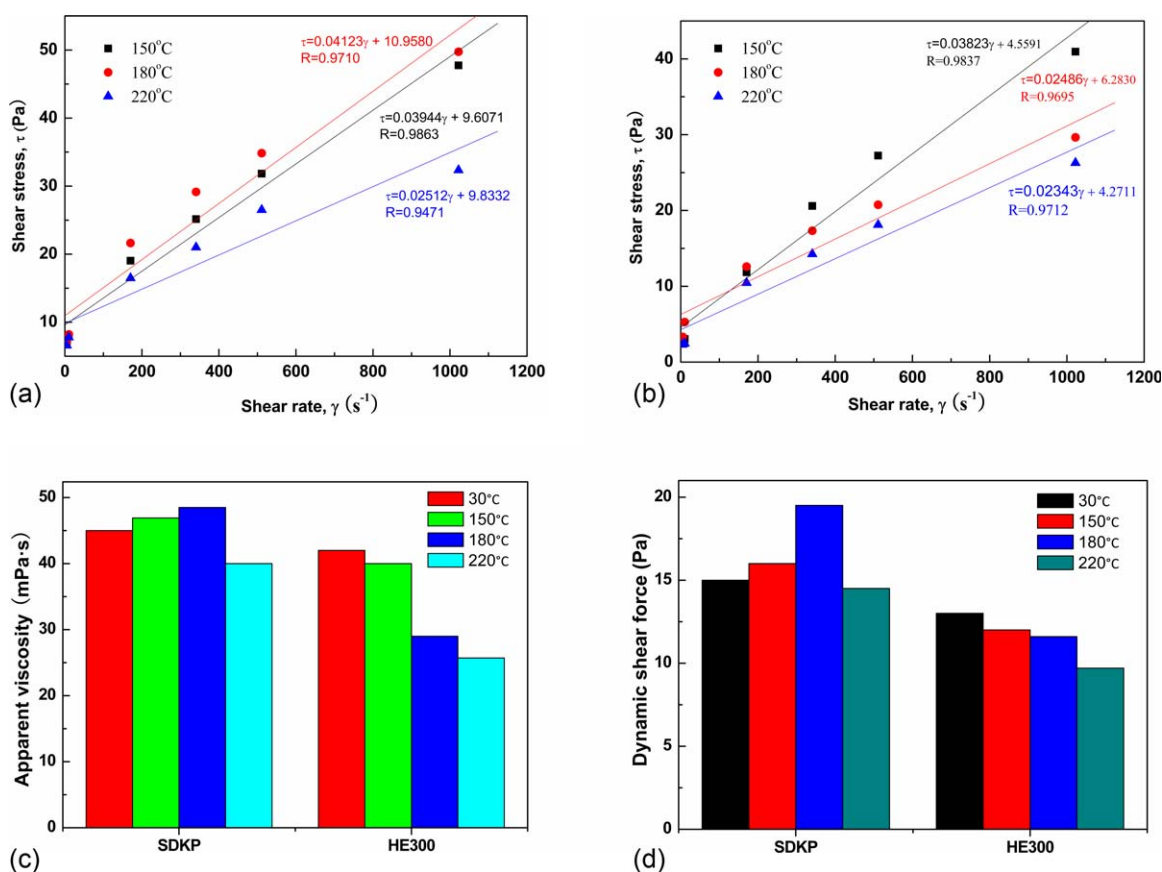 50
40
30
20
10
0
200
400
600
800
1000
1200
Shear stress, τ (Pa)
Shear rate, γ (s⁻¹)
150°C
180°C
220°C
τ=0.04123γ + 10.9580
R=0.9710
τ=0.03944γ + 9.6071
R=0.9863
τ=0.02512γ + 9.8332
R=0.9471
(a)
40
30
20
10
0
0
200
400
600
800
1000
1200
Shear stress, τ (Pa)
Shear rate, γ (s⁻¹)
150°C
180°C
220°C
τ=0.03823γ + 4.5591
R=0.9837
τ=0.02486γ + 6.2830
R=0.9695
τ=0.02343γ + 4.2711
R=0.9712
(b)
50
40
30
20
10
0
Apparent viscosity (mPa·s)
30℃
150℃
180℃
220℃
SDKP
HE300
(c)
20
15
10
5
0
Dynamic shear force (Pa)
30℃
150℃
180℃
220℃
SDKP
HE300
(d)